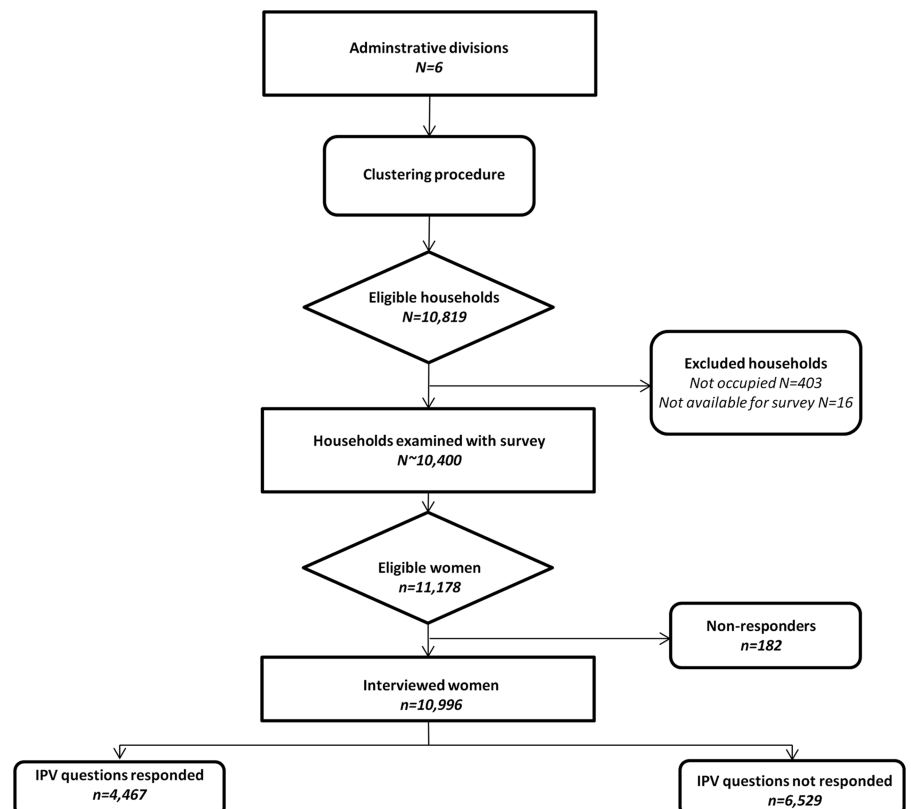 Adminstrative divisions
N=6
Clustering procedure
Eligible households
N=10,819
Excluded households
Not occupied N=403
Not available for survey N=16
Households examined with survey
N~10,400
Eligible women
n=11,178
Non-responders
n=182
Interviewed women
n=10,996
IPV questions responded
n=4,467
IPV questions not responded
n=6,529